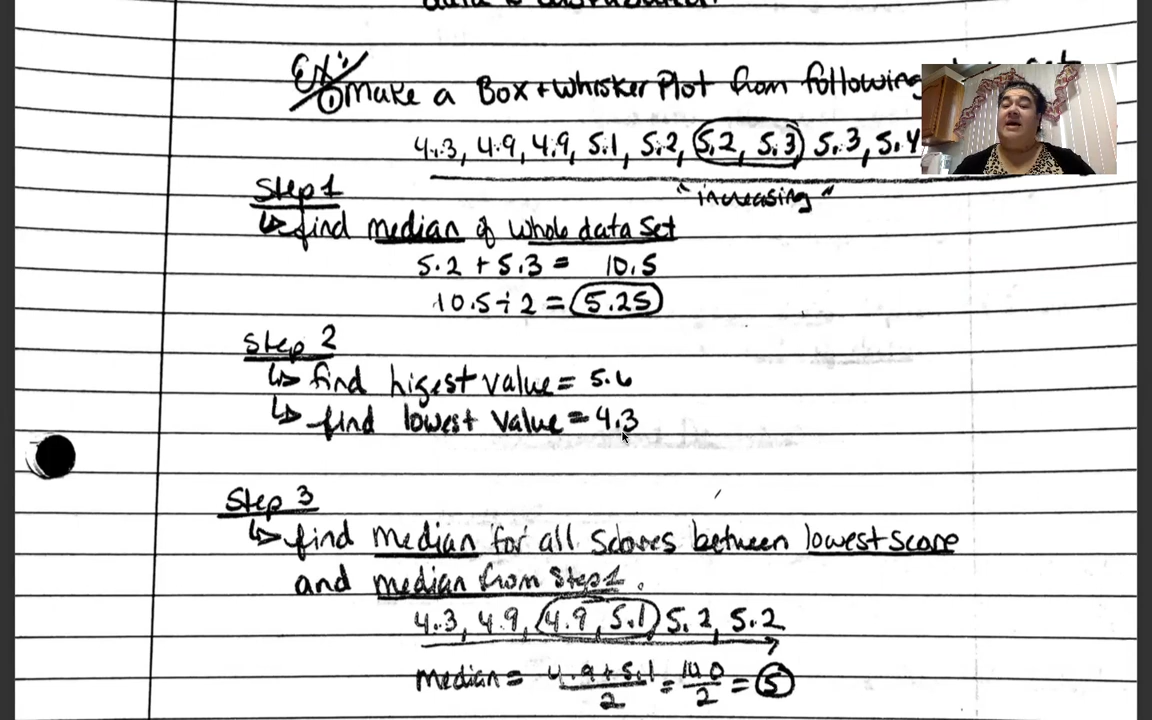 Ex:
① Make a Box + Whisker Plot from following
4.3, 4.9, 4.9, 5.1, 5.2, 5.2, 5.3, 5.3, 5.4
"increasing"
Step 1
↳ find median of whole data set
5.2 + 5.3 = 10.5
10.5 ÷ 2 = 5.25
Step 2
↳ find higest value = 5.6
↳ find lowest value = 4.3
Step 3
↳ find median for all scores between lowest score
and median from Step 1.
4.3, 4.9, 4.9, 5.1, 5.2, 5.2
median = 4.9 + 5.1 / 2 = 10.0 / 2 = 5